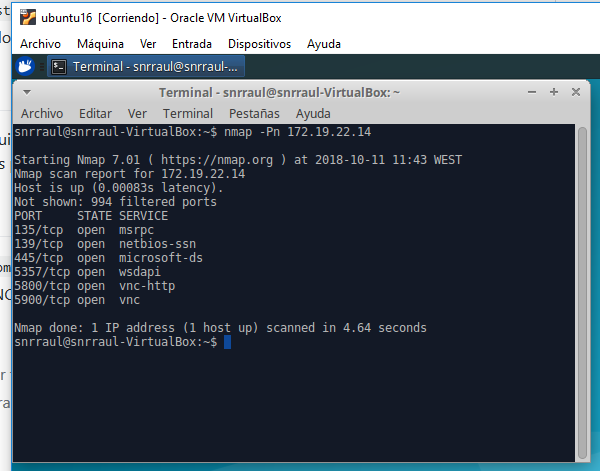 st
ubuntu16 [Corriendo] - Oracle VM VirtualBox
Archivo Máquina Ver Entrada Dispositivos Ayuda
Terminal - snrraul@snrraul-...
Terminal - snrraul@snrraul-VirtualBox: ~
Archivo Editar Ver Terminal Pestañas Ayuda
snrraul@snrraul-VirtualBox:~$ nmap -Pn 172.19.22.14
Starting Nmap 7.01 ( https://nmap.org ) at 2018-10-11 11:43 WEST
Nmap scan report for 172.19.22.14
Host is up (0.00083s latency).
Not shown: 994 filtered ports
PORT     STATE SERVICE
135/tcp  open  msrpc
139/tcp  open  netbios-ssn
445/tcp  open  microsoft-ds
5357/tcp open  wsdapi
5800/tcp open  vnc-http
5900/tcp open  vnc
Nmap done: 1 IP address (1 host up) scanned in 4.64 seconds
snrraul@snrraul-VirtualBox:~$